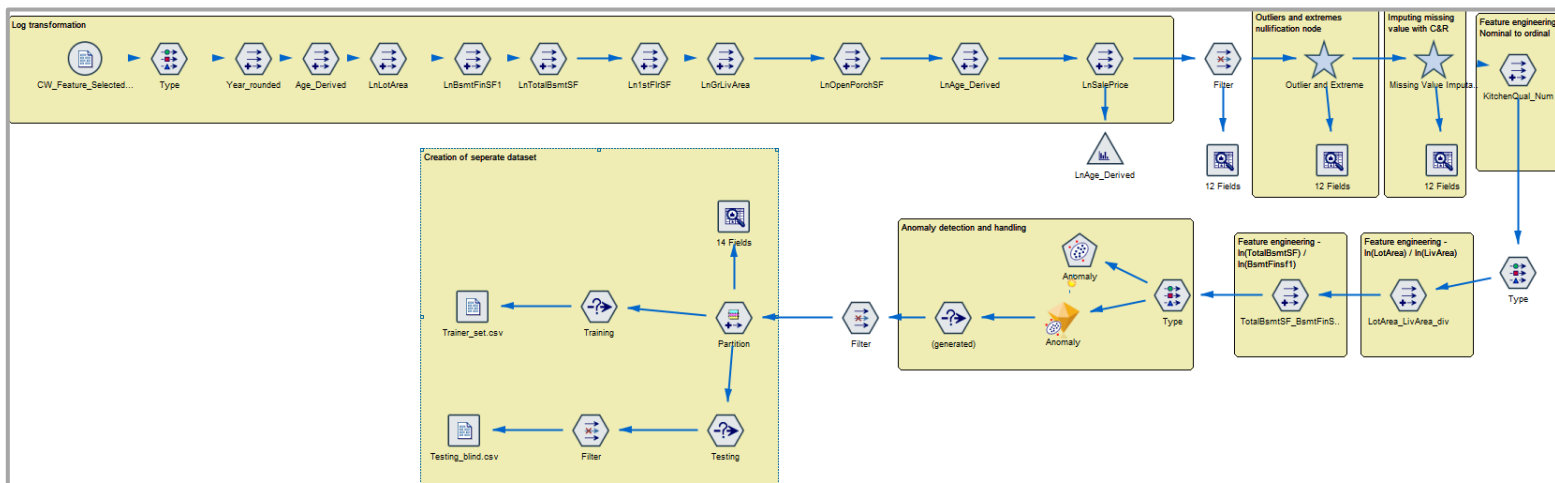 Log transformation
Outliers and extremes
nullification node
Imputing missing
value with C&R
Feature engineering
Nominal to ordinal
CW_Feature_Selected...
Type
Year_rounded
Age_Derived
LnLotArea
LnBsmtFinSF1
LnTotalBsmtSF
Ln1stFlrSF
LnGrLivArea
LnOpenPorchSF
LnAge_Derived
LnSalePrice
Filter
Outlier and Extreme
Missing Value Imputa..
KitchenQual_Num
LnAge_Derived
12 Fields
12 Fields
12 Fields
Creation of seperate dataset
14 Fields
Trainer_set.csv
Training
Partition
Testing_blind.csv
Filter
Testing
Filter
Anomaly detection and handling
Anomaly
(generated)
Anomaly
Type
Feature engineering -
ln(TotalBsmtSF) /
ln(BsmtFinsf1)
TotalBsmtSF_BsmtFinS..
Feature engineering -
ln(LotArea) / ln(LivArea)
LotArea_LivArea_div
Type